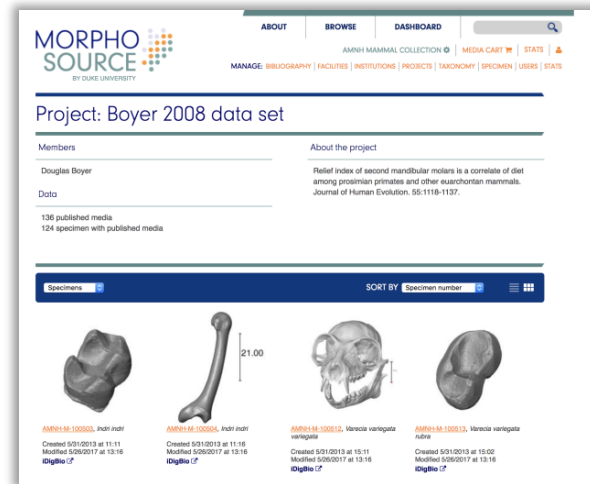 MORPHO
SOURCE
BY DUKE UNIVERSITY
ABOUT BROWSE DASHBOARD
AMNH MAMMAL COLLECTION | MEDIA CART | STATS |
MANAGE: BIBLIOGRAPHY | FACILITIES | INSTITUTIONS | PROJECTS | TAXONOMY | SPECIMEN | USERS | STATS
Project: Boyer 2008 data set
Members
Douglas Boyer
Data
136 published media
124 specimen with published media
About the project
Relief index of second mandibular molars is a correlate of diet
among prosimian primates and other euarchontan mammals.
Journal of Human Evolution. 55:1118-1137.
Specimens
SORT BY Specimen number
21.00
AMNH-M-100503, Indri indri
Created 5/31/2013 at 11:11
Modified 5/26/2017 at 13:16
iDigBio
AMNH-M-100504, Indri indri
Created 5/31/2013 at 11:16
Modified 5/26/2017 at 13:16
iDigBio
AMNH-M-100512, Varecia variegata
variegata
Created 5/31/2013 at 15:11
Modified 5/26/2017 at 13:16
iDigBio
AMNH-M-100513, Varecia variegata
rubra
Created 5/31/2013 at 15:02
Modified 5/26/2017 at 13:16
iDigBio